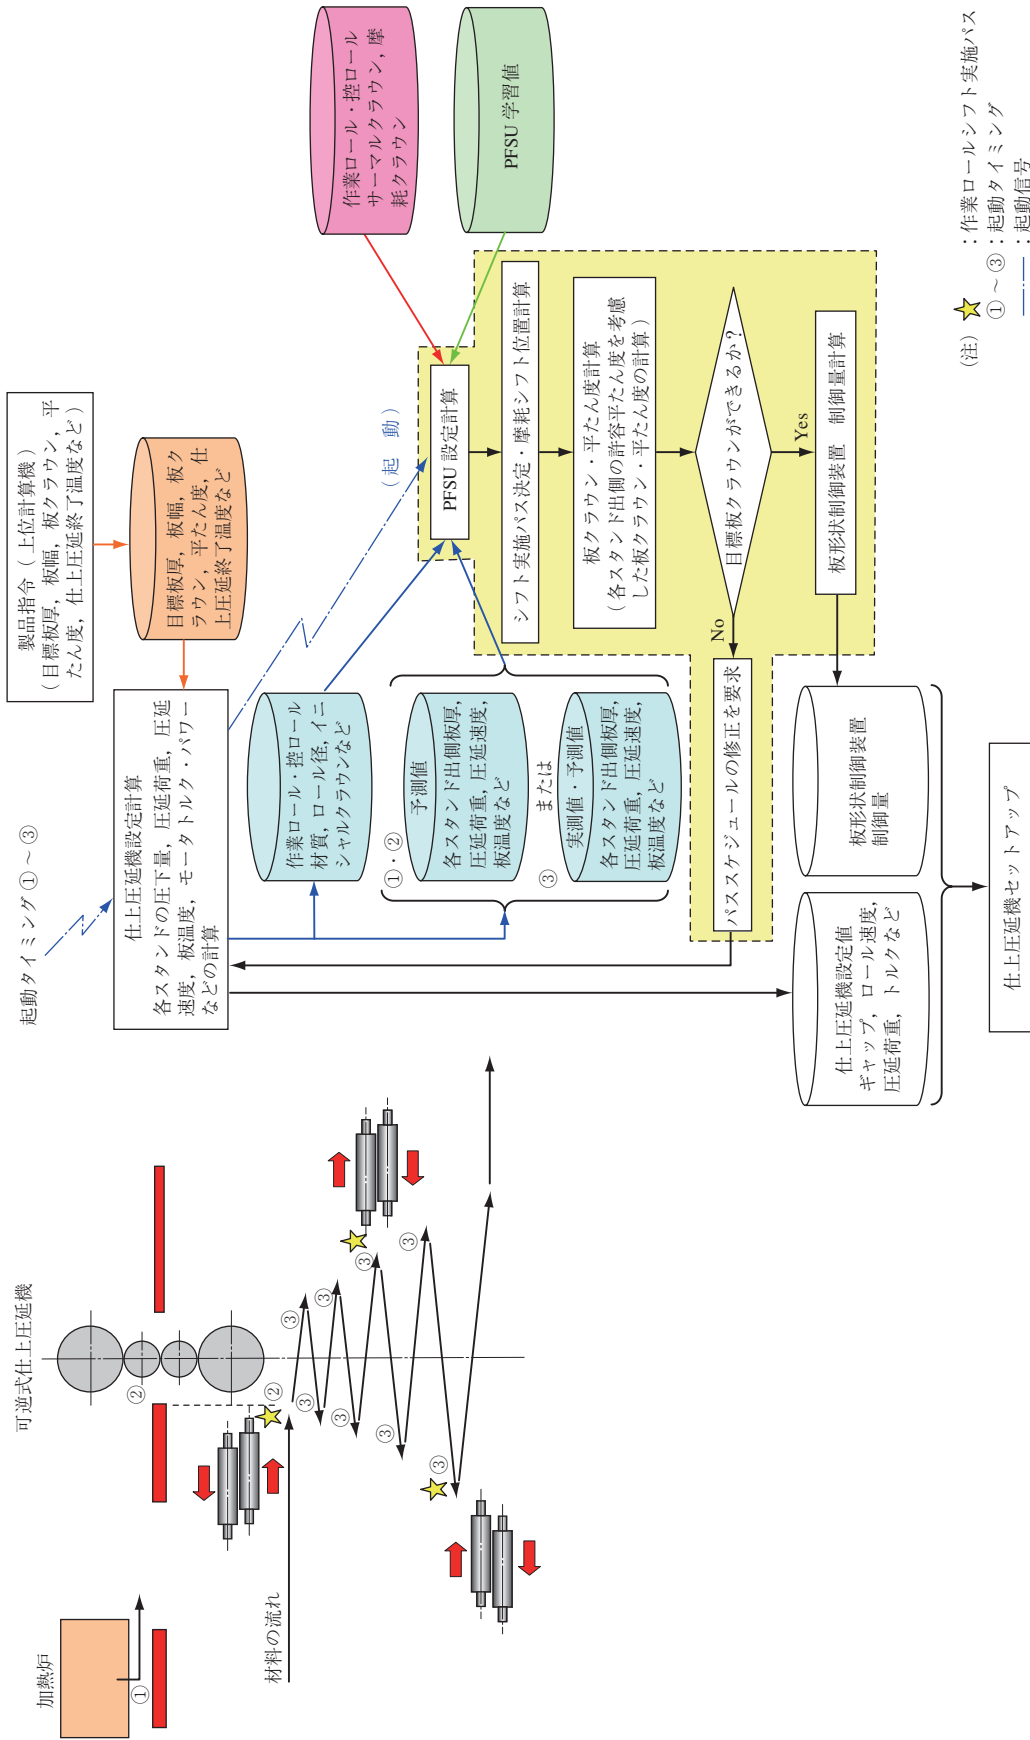 加熱炉
①
可逆式仕上圧延機
②
材料の流れ
②
③
③
③
③
③
③
③
③
起動タイミング ①～③
仕上圧延機設定計算
各スタンドの圧下量，圧延荷重，圧延
速度，板温度，モータトルク・パワー
などの計算
製品指令（上位計算機）
（目標板厚，板幅，板クラウン，平
たん度，仕上圧延終了温度など）
目標板厚，板幅，板ク
ラウン，平たん度，仕
上圧延終了温度など
作業ロール・控ロール
材質，ロール径，イニ
シャルクラウンなど
①・②
予測値
各スタンド出側板厚，
圧延荷重，圧延速度，
板温度など
または
③
実測値・予測値
各スタンド出側板厚，
圧延荷重，圧延速度，
板温度など
（起　動）
作業ロール・控ロール
サーマルクラウン，摩
耗クラウン
PFSU 学習値
PFSU 設定計算
シフト実施パス決定・摩耗シフト位置計算
板クラウン・平たん度計算
（各スタンド出側の許容平たん度を考慮
した板クラウン・平たん度の計算）
目標板クラウンができるか？
No
Yes
パススケジュールの修正を要求
板形状制御装置　制御量計算
仕上圧延機設定値
ギャップ，ロール速度，
圧延荷重，トルクなど
板形状制御装置
制御量
仕上圧延機セットアップ
（注）
：作業ロールシフト実施パス
①～③：起動タイミング
：起動信号